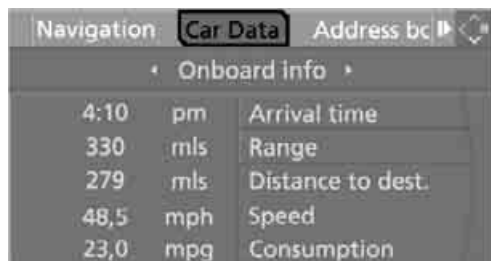 Navigation Car Data Address bc
Onboard info
4:10 pm Arrival time
330 mls Range
279 mls Distance to dest.
48,5 mph Speed
23,0 mpg Consumption